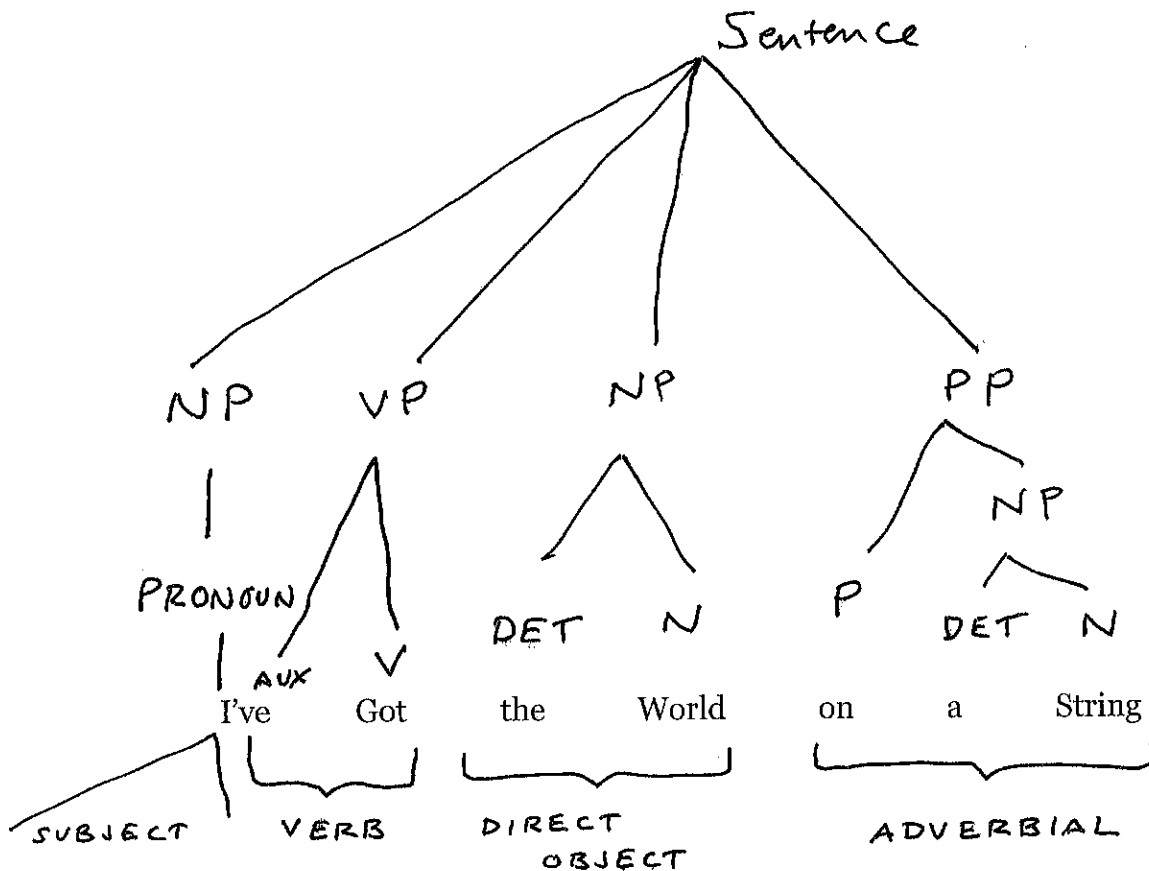 Sentence
NP VP NP PP
NP
PRONOUN DET N P DET N
AUX V
I've Got the World on a String
SUBJECT VERB DIRECT OBJECT ADVERBIAL